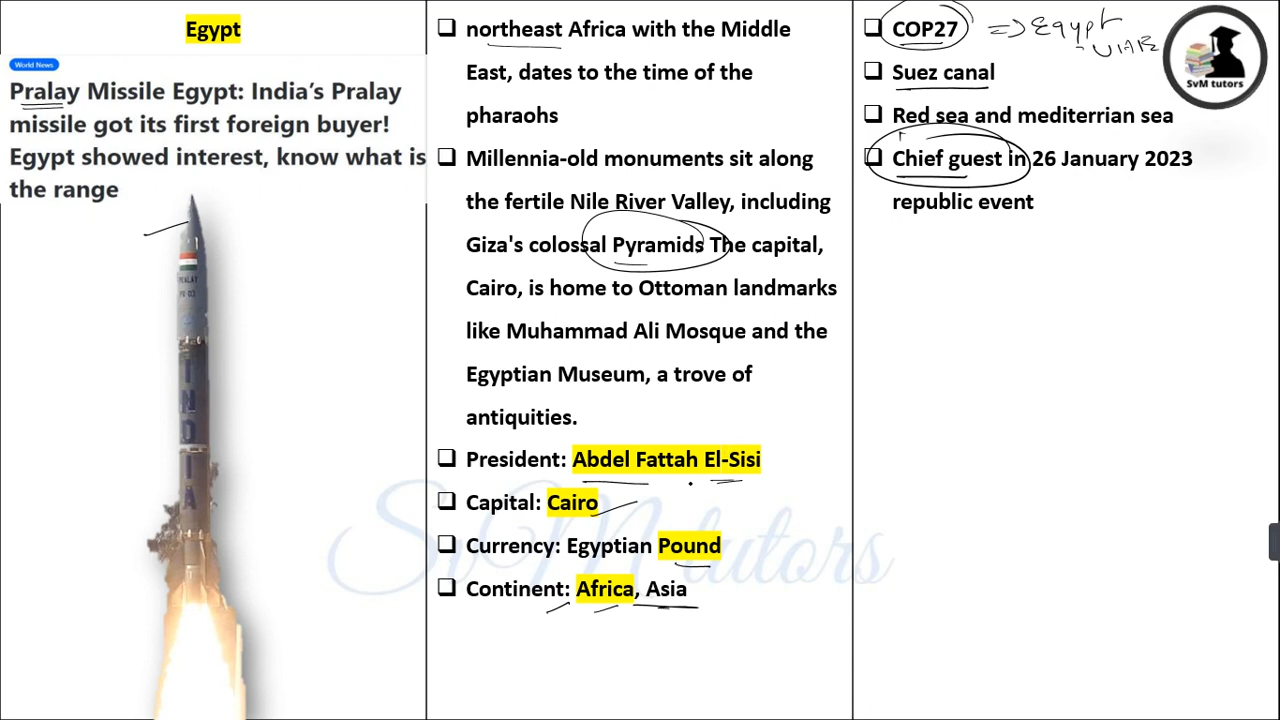 Egypt
World News
Pralay Missile Egypt: India's Pralay
missile got its first foreign buyer!
Egypt showed interest, know what is
the range
PRALAY
INDIA
northeast Africa with the Middle
East, dates to the time of the
pharaohs
Millennia-old monuments sit along
the fertile Nile River Valley, including
Giza's colossal Pyramids The capital,
Cairo, is home to Ottoman landmarks
like Muhammad Ali Mosque and the
Egyptian Museum, a trove of
antiquities.
President: Abdel Fattah El-Sisi
Capital: Cairo
Currency: Egyptian Pound
Continent: Africa, Asia
SvM tutors
COP27 => Egypt
UAE
Suez canal
Red sea and mediterrian sea
Chief guest in 26 January 2023
republic event
SvM tutors